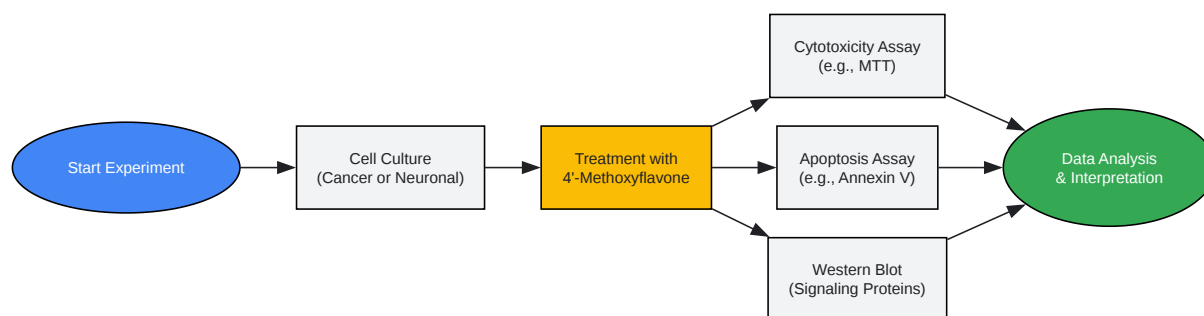 Start Experiment
Cell Culture
(Cancer or Neuronal)
Treatment with
4'-Methoxyflavone
Cytotoxicity Assay
(e.g., MTT)
Apoptosis Assay
(e.g., Annexin V)
Western Blot
(Signaling Proteins)
Data Analysis
& Interpretation